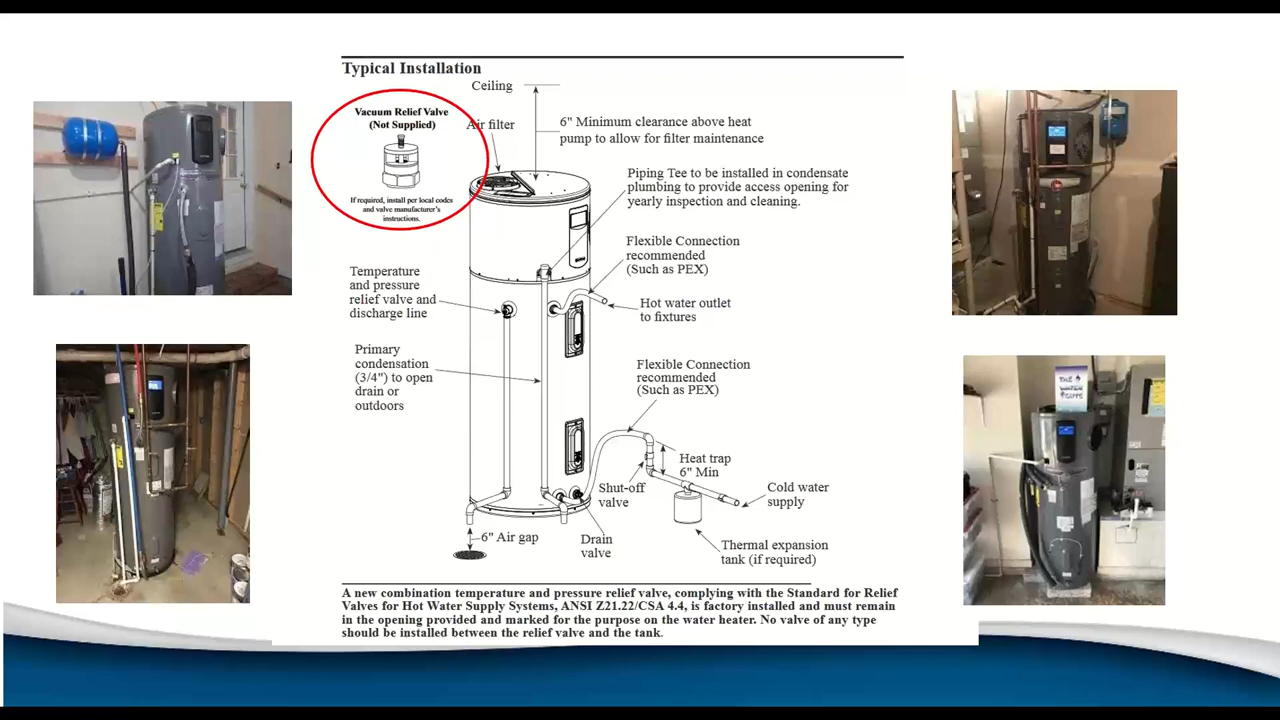 Typical Installation
Ceiling
Vacuum Relief Valve
(Not Supplied)
Air filter
6" Minimum clearance above heat
pump to allow for filter maintenance
If required, install per local codes
and valve manufacturer's
instructions.
Piping Tee to be installed in condensate
plumbing to provide access opening for
yearly inspection and cleaning.
Flexible Connection
recommended
(Such as PEX)
Temperature
and pressure
relief valve and
discharge line
Hot water outlet
to fixtures
Primary
condensation
(3/4") to open
drain or
outdoors
Flexible Connection
recommended
(Such as PEX)
Heat trap
6" Min
Shut-off
valve
Cold water
supply
6" Air gap
Drain
valve
Thermal expansion
tank (if required)
A new combination temperature and pressure relief valve, complying with the Standard for Relief
Valves for Hot Water Supply Systems, ANSI Z21.22/CSA 4.4, is factory installed and must remain
in the opening provided and marked for the purpose on the water heater. No valve of any type
should be installed between the relief valve and the tank.
THE
WATER